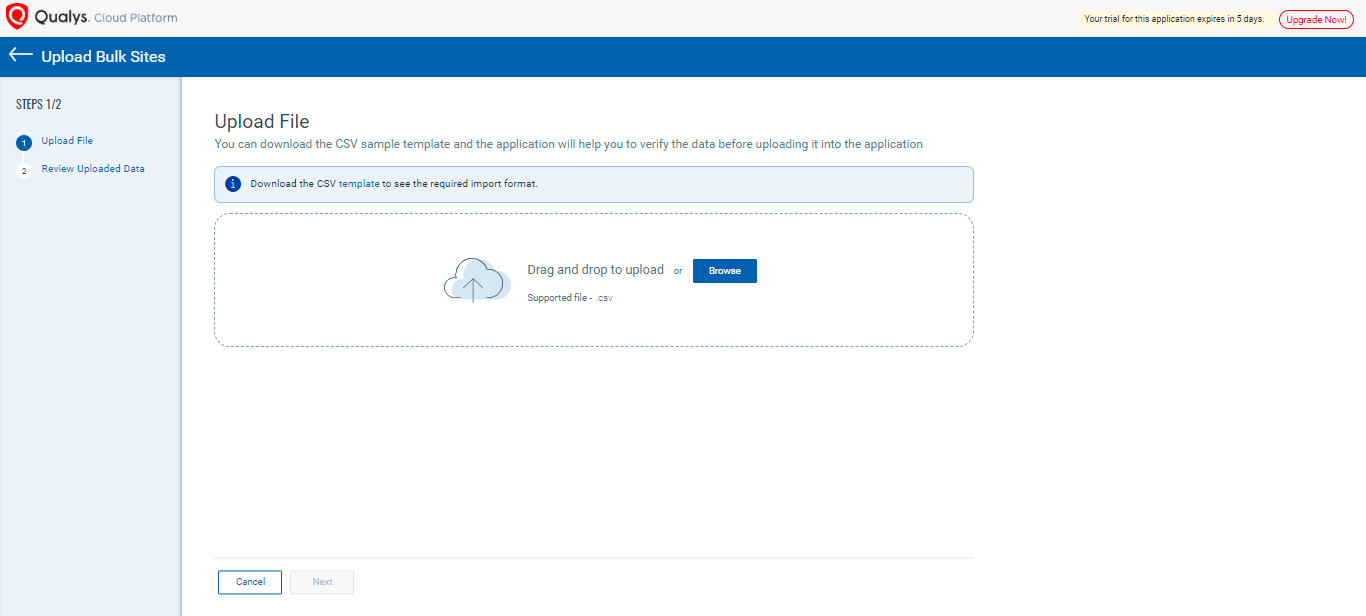 Qualys. Cloud Platform
Your trial for this application expires in 5 days.
Upgrade Now!
Upload Bulk Sites
STEPS 1/2
1 Upload File
2 Review Uploaded Data
Upload File
You can download the CSV sample template and the application will help you to verify the data before uploading it into the application
i Download the CSV template to see the required import format.
Drag and drop to upload or Browse
Supported file - .csv
Cancel Next